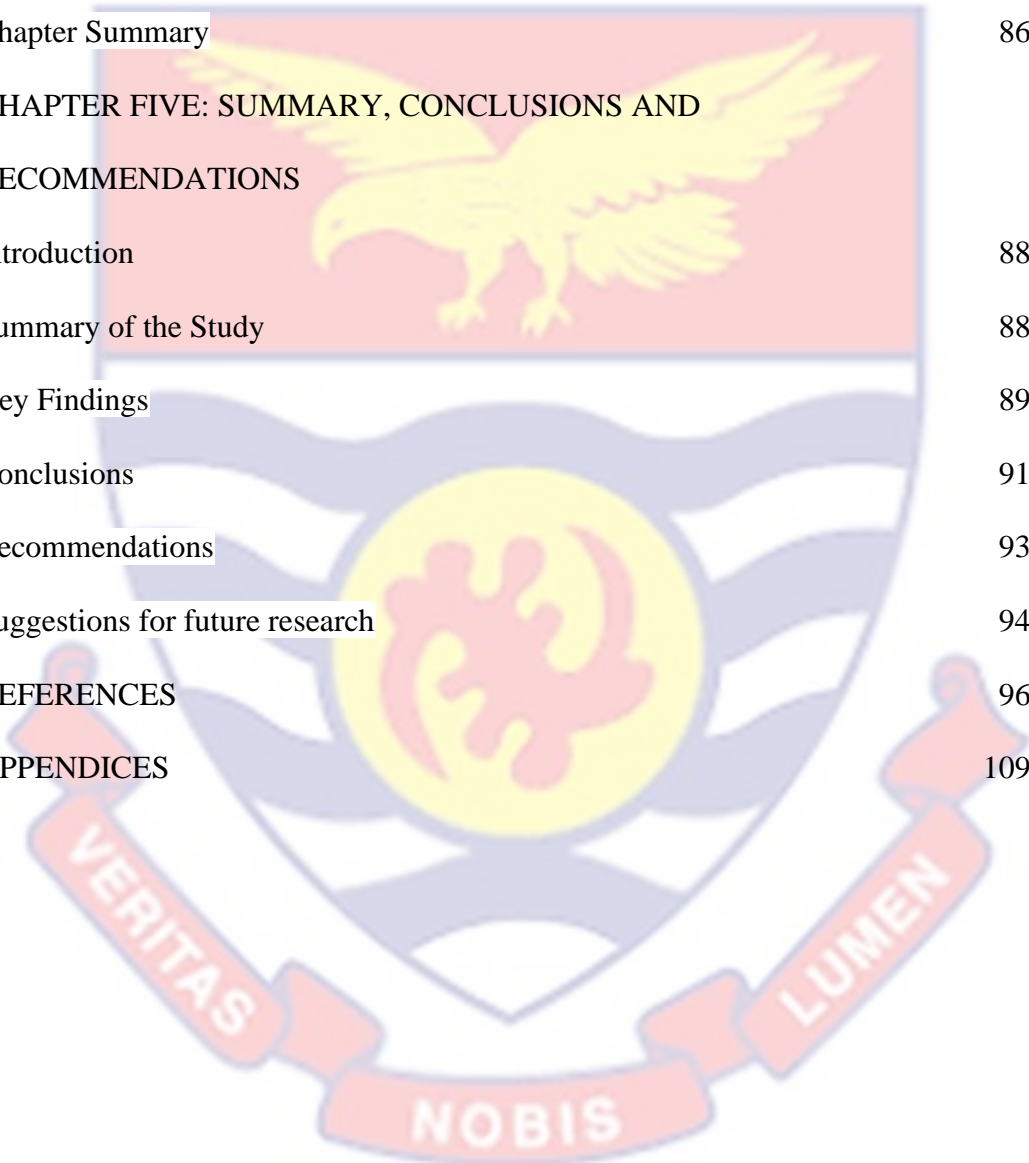 hapter Summary 86
HAPTER FIVE: SUMMARY, CONCLUSIONS AND
ECOMMENDATIONS
ntroduction 88
ummary of the Study 88
ey Findings 89
onclusions 91
ecommendations 93
uggestions for future research 94
EFERENCES 96
PPENDICES 109
VERITAS
NOBIS
LUMEN